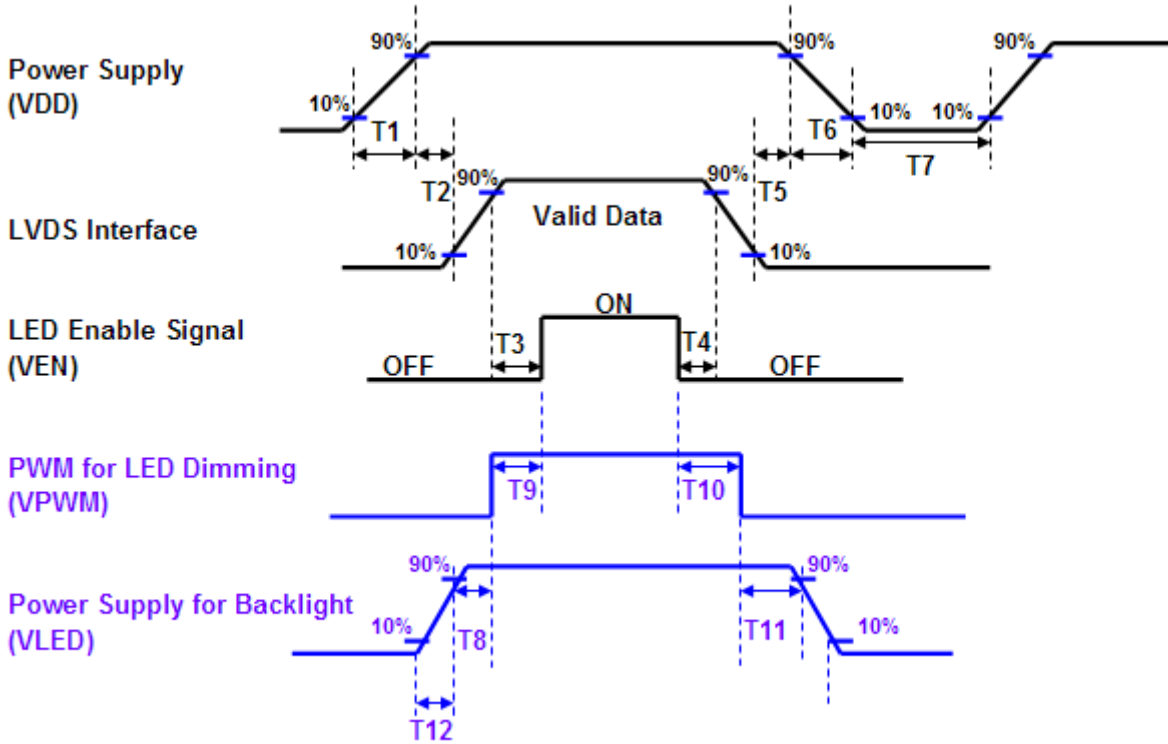 90% 90% 90%
Power Supply
(VDD)
10% 10% 10%
T1 T6 T7
T2 T5
90% 90%
Valid Data
LVDS Interface
10% 10%
ON
LED Enable Signal
(VEN)
T3 T4
OFF OFF
PWM for LED Dimming
(VPWM)
T9 T10
90% 90%
Power Supply for Backlight
(VLED)
10% 10%
T8 T11
T12